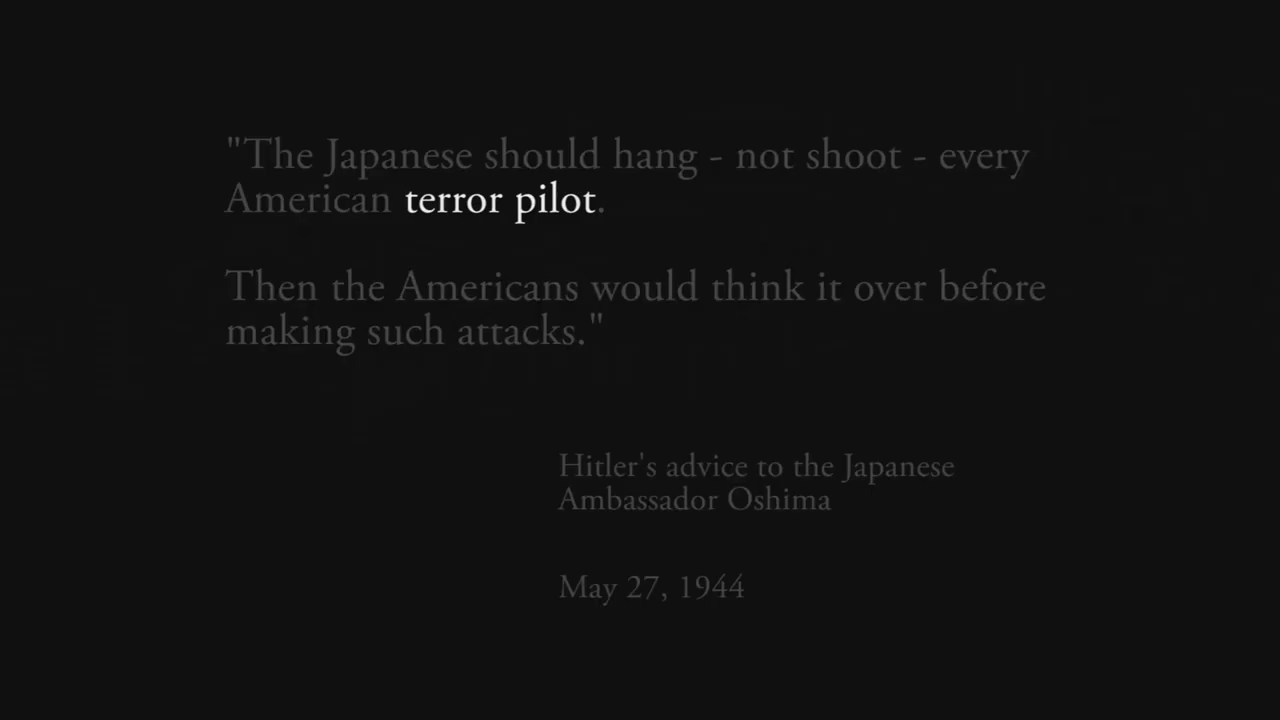 "The Japanese should hang - not shoot - every
American terror pilot.
Then the Americans would think it over before
making such attacks."
Hitler's advice to the Japanese
Ambassador Oshima
May 27, 1944